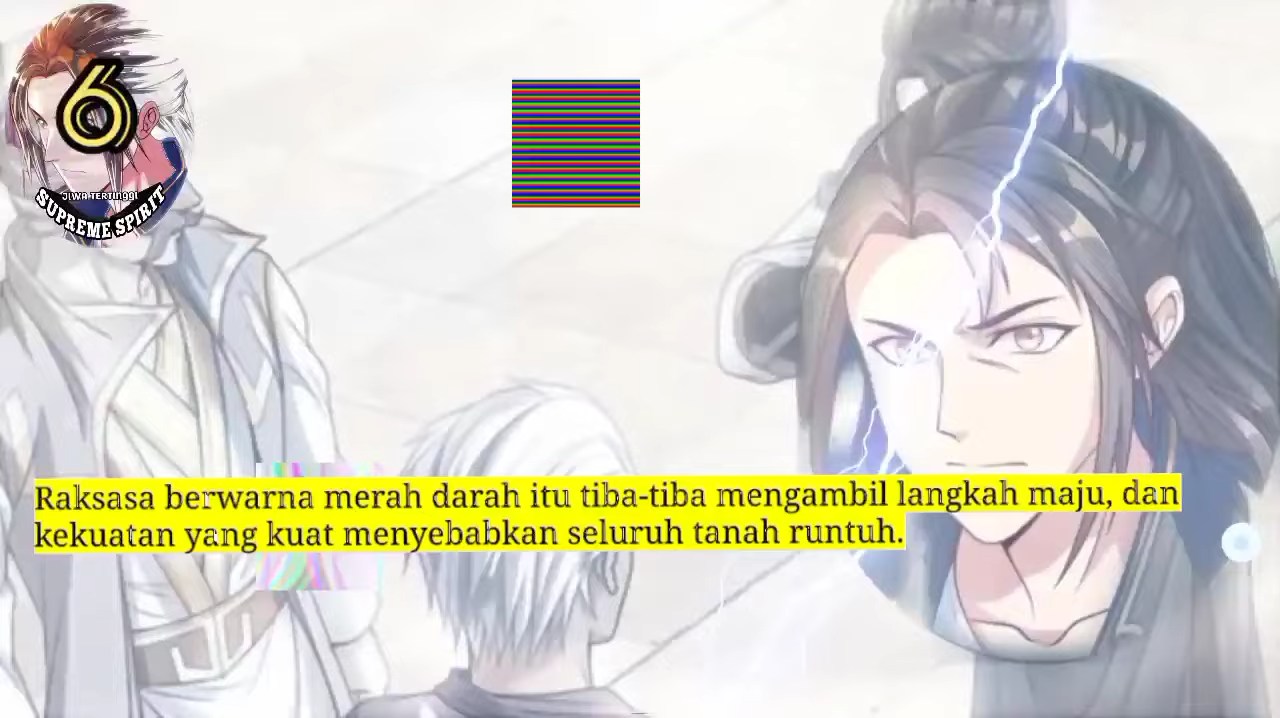 6
JIWA TERTINGGI
SUPREME SPIRIT
Raksasa berwarna merah darah itu tiba-tiba mengambil langkah maju, dan
kekuatan yang kuat menyebabkan seluruh tanah runtuh.